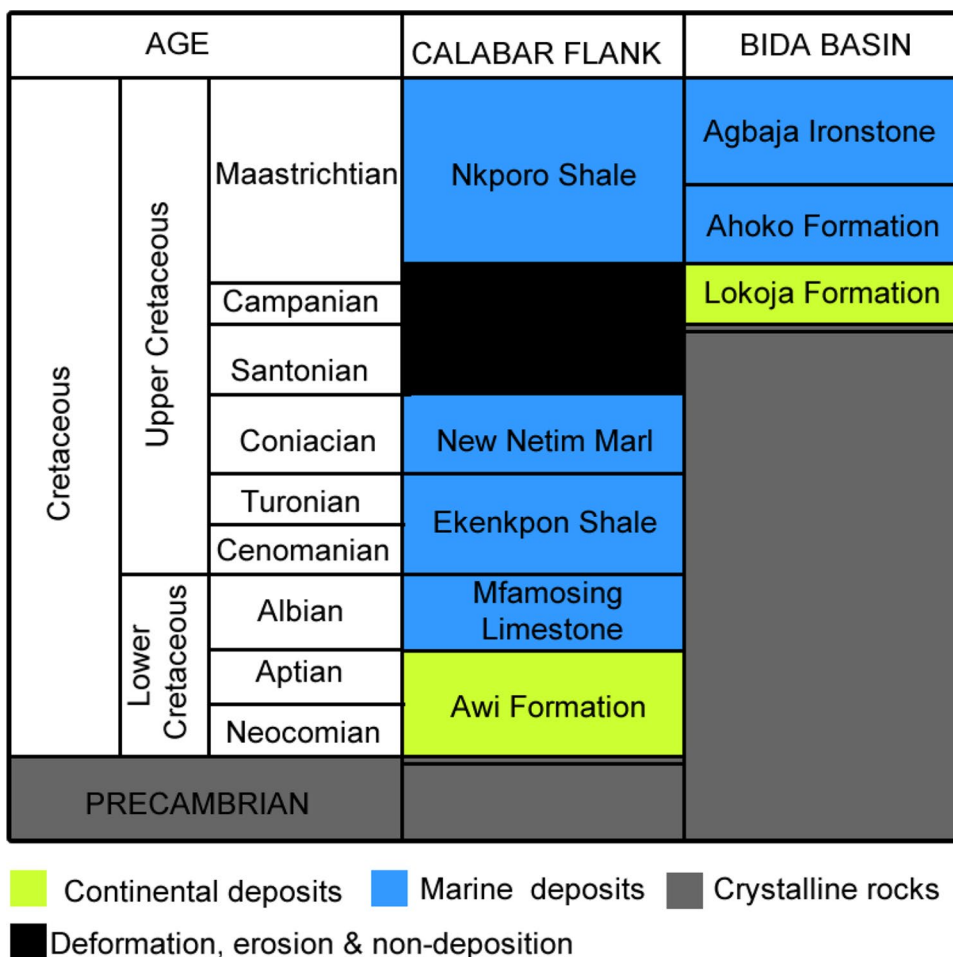 AGE
CALABAR FLANK
BIDA BASIN
Cretaceous
Upper Cretaceous
Lower
Cretaceous
Maastrichtian
Campanian
Santonian
Coniacian
Turonian
Cenomanian
Albian
Aptian
Neocomian
Nkporo Shale
New Netim Marl
Ekenkpon Shale
Mfamosing
Limestone
Awi Formation
Agbaja Ironstone
Ahoko Formation
Lokoja Formation
PRECAMBRIAN
Continental deposits
Marine deposits
Crystalline rocks
Deformation, erosion & non-deposition